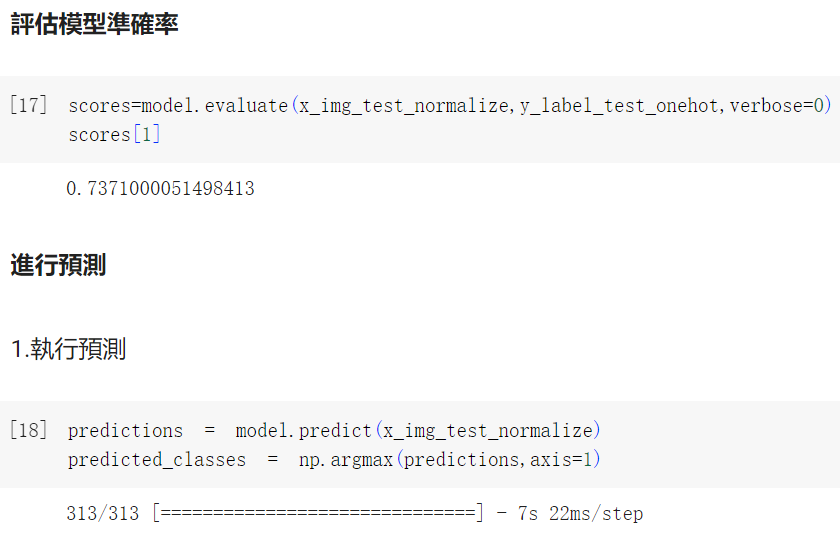 評估模型準確率
[17] scores=model.evaluate(x_img_test_normalize,y_label_test_onehot,verbose=0)
scores[1]
0.7371000051498413
進行預測
1.執行預測
[18] predictions = model.predict(x_img_test_normalize)
predicted_classes = np.argmax(predictions,axis=1)
313/313 [==============================] - 7s 22ms/step